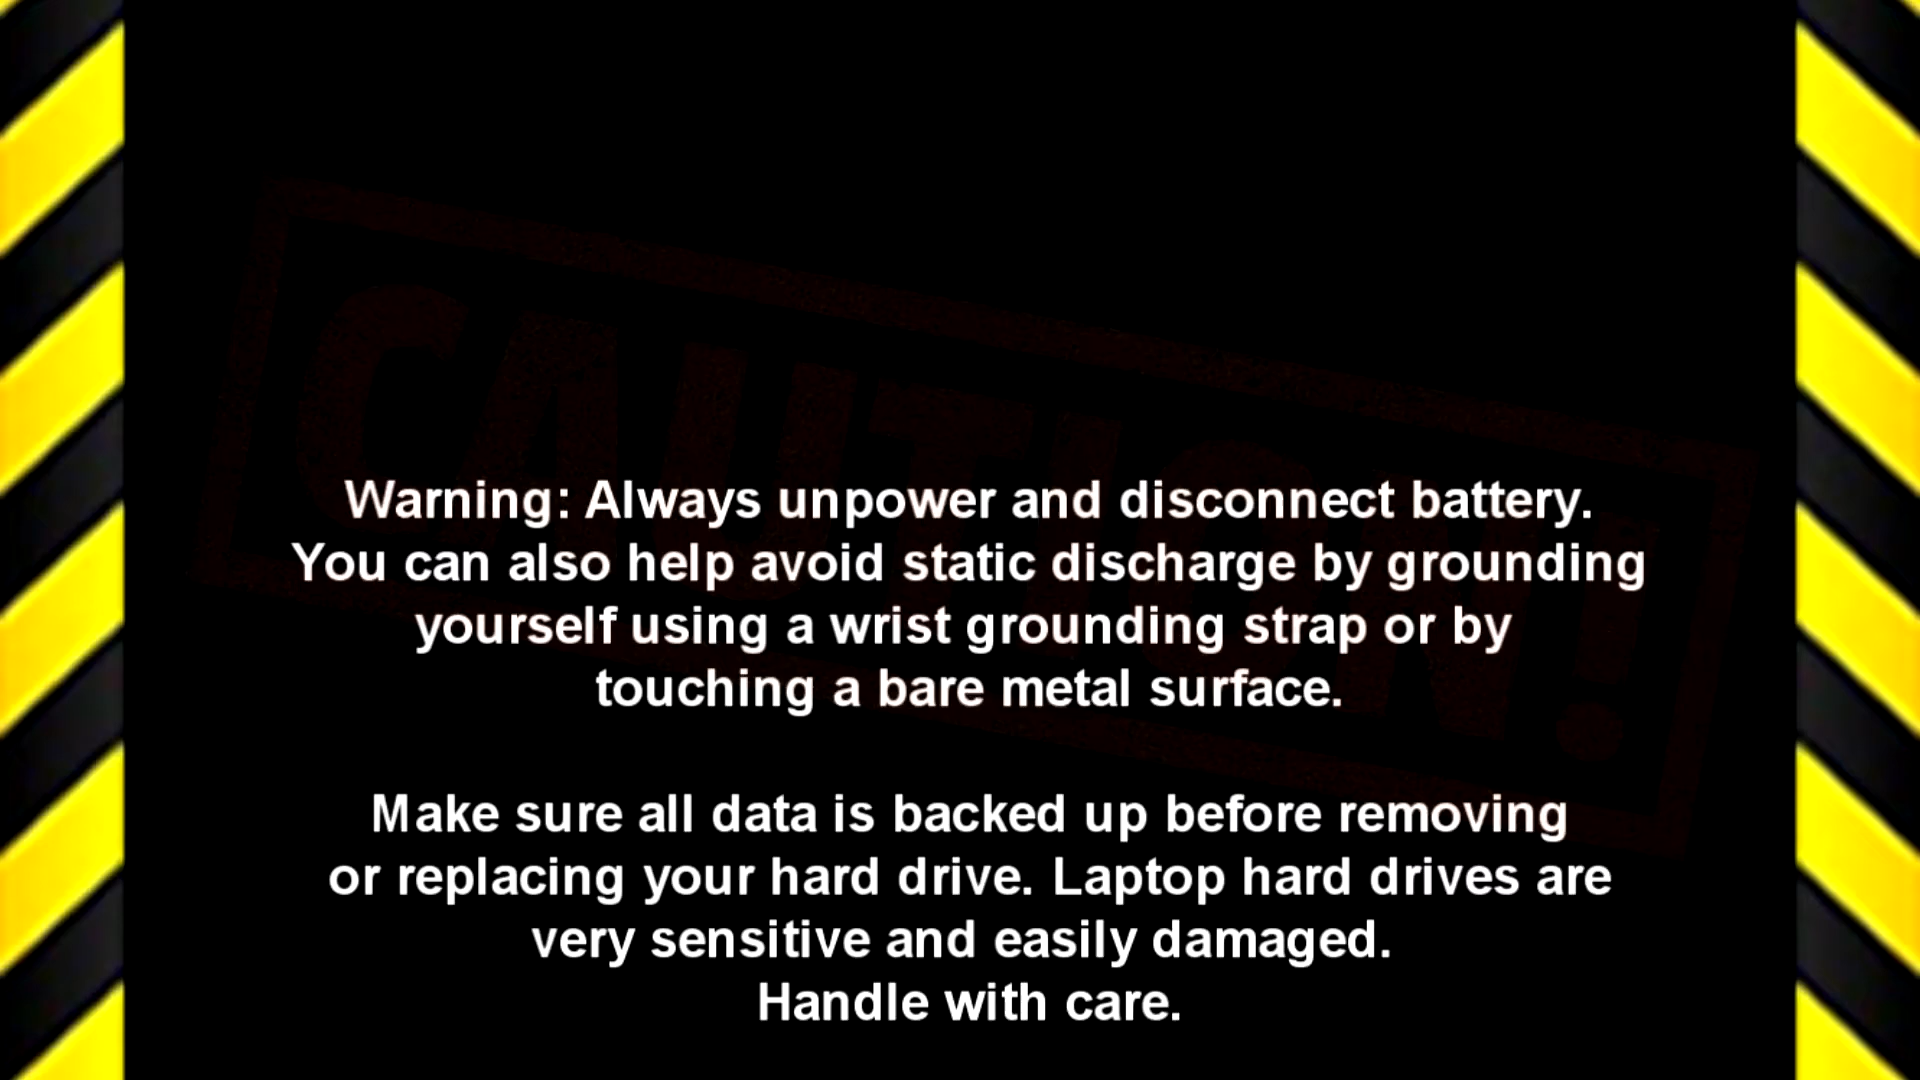 CAUTION!
Warning: Always unpower and disconnect battery.
You can also help avoid static discharge by grounding
yourself using a wrist grounding strap or by
touching a bare metal surface.
Make sure all data is backed up before removing
or replacing your hard drive. Laptop hard drives are
very sensitive and easily damaged.
Handle with care.